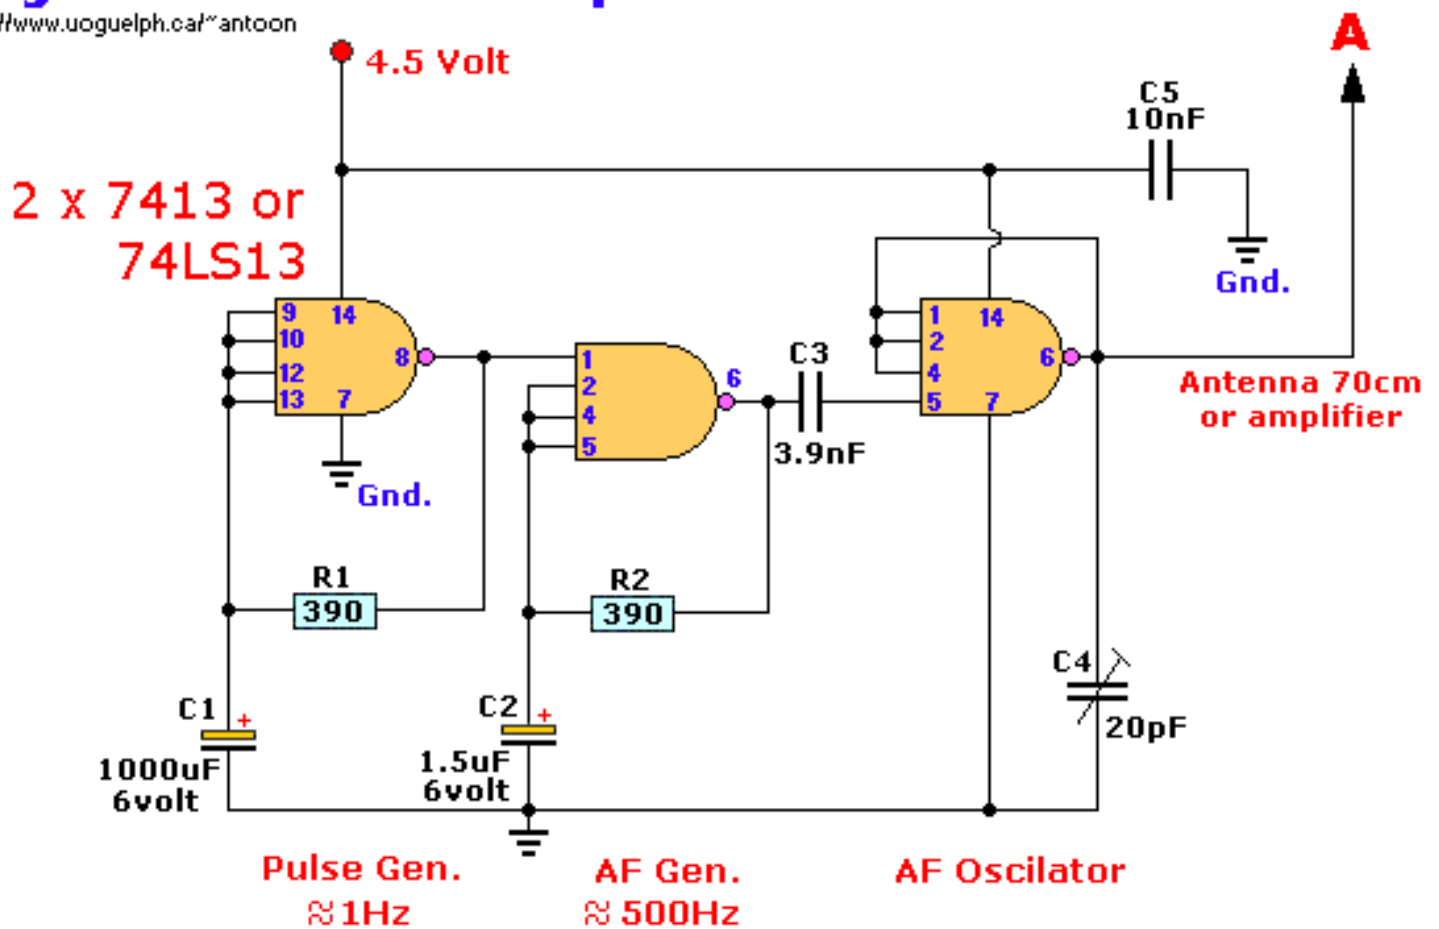 //www.uoguelph.ca/~antoon
4.5 Volt
A
C5
10nF
2 x 7413 or
74LS13
Gnd.
9
10
12
13
14
7
8
Gnd.
1
2
4
5
6
C3
3.9nF
1
2
4
5
14
7
6
Antenna 70cm
or amplifier
R1
390
R2
390
C1
+
1000uF
6volt
C2
+
1.5uF
6volt
C4
20pF
Pulse Gen.
≈ 1Hz
AF Gen.
≈ 500Hz
AF Oscilator